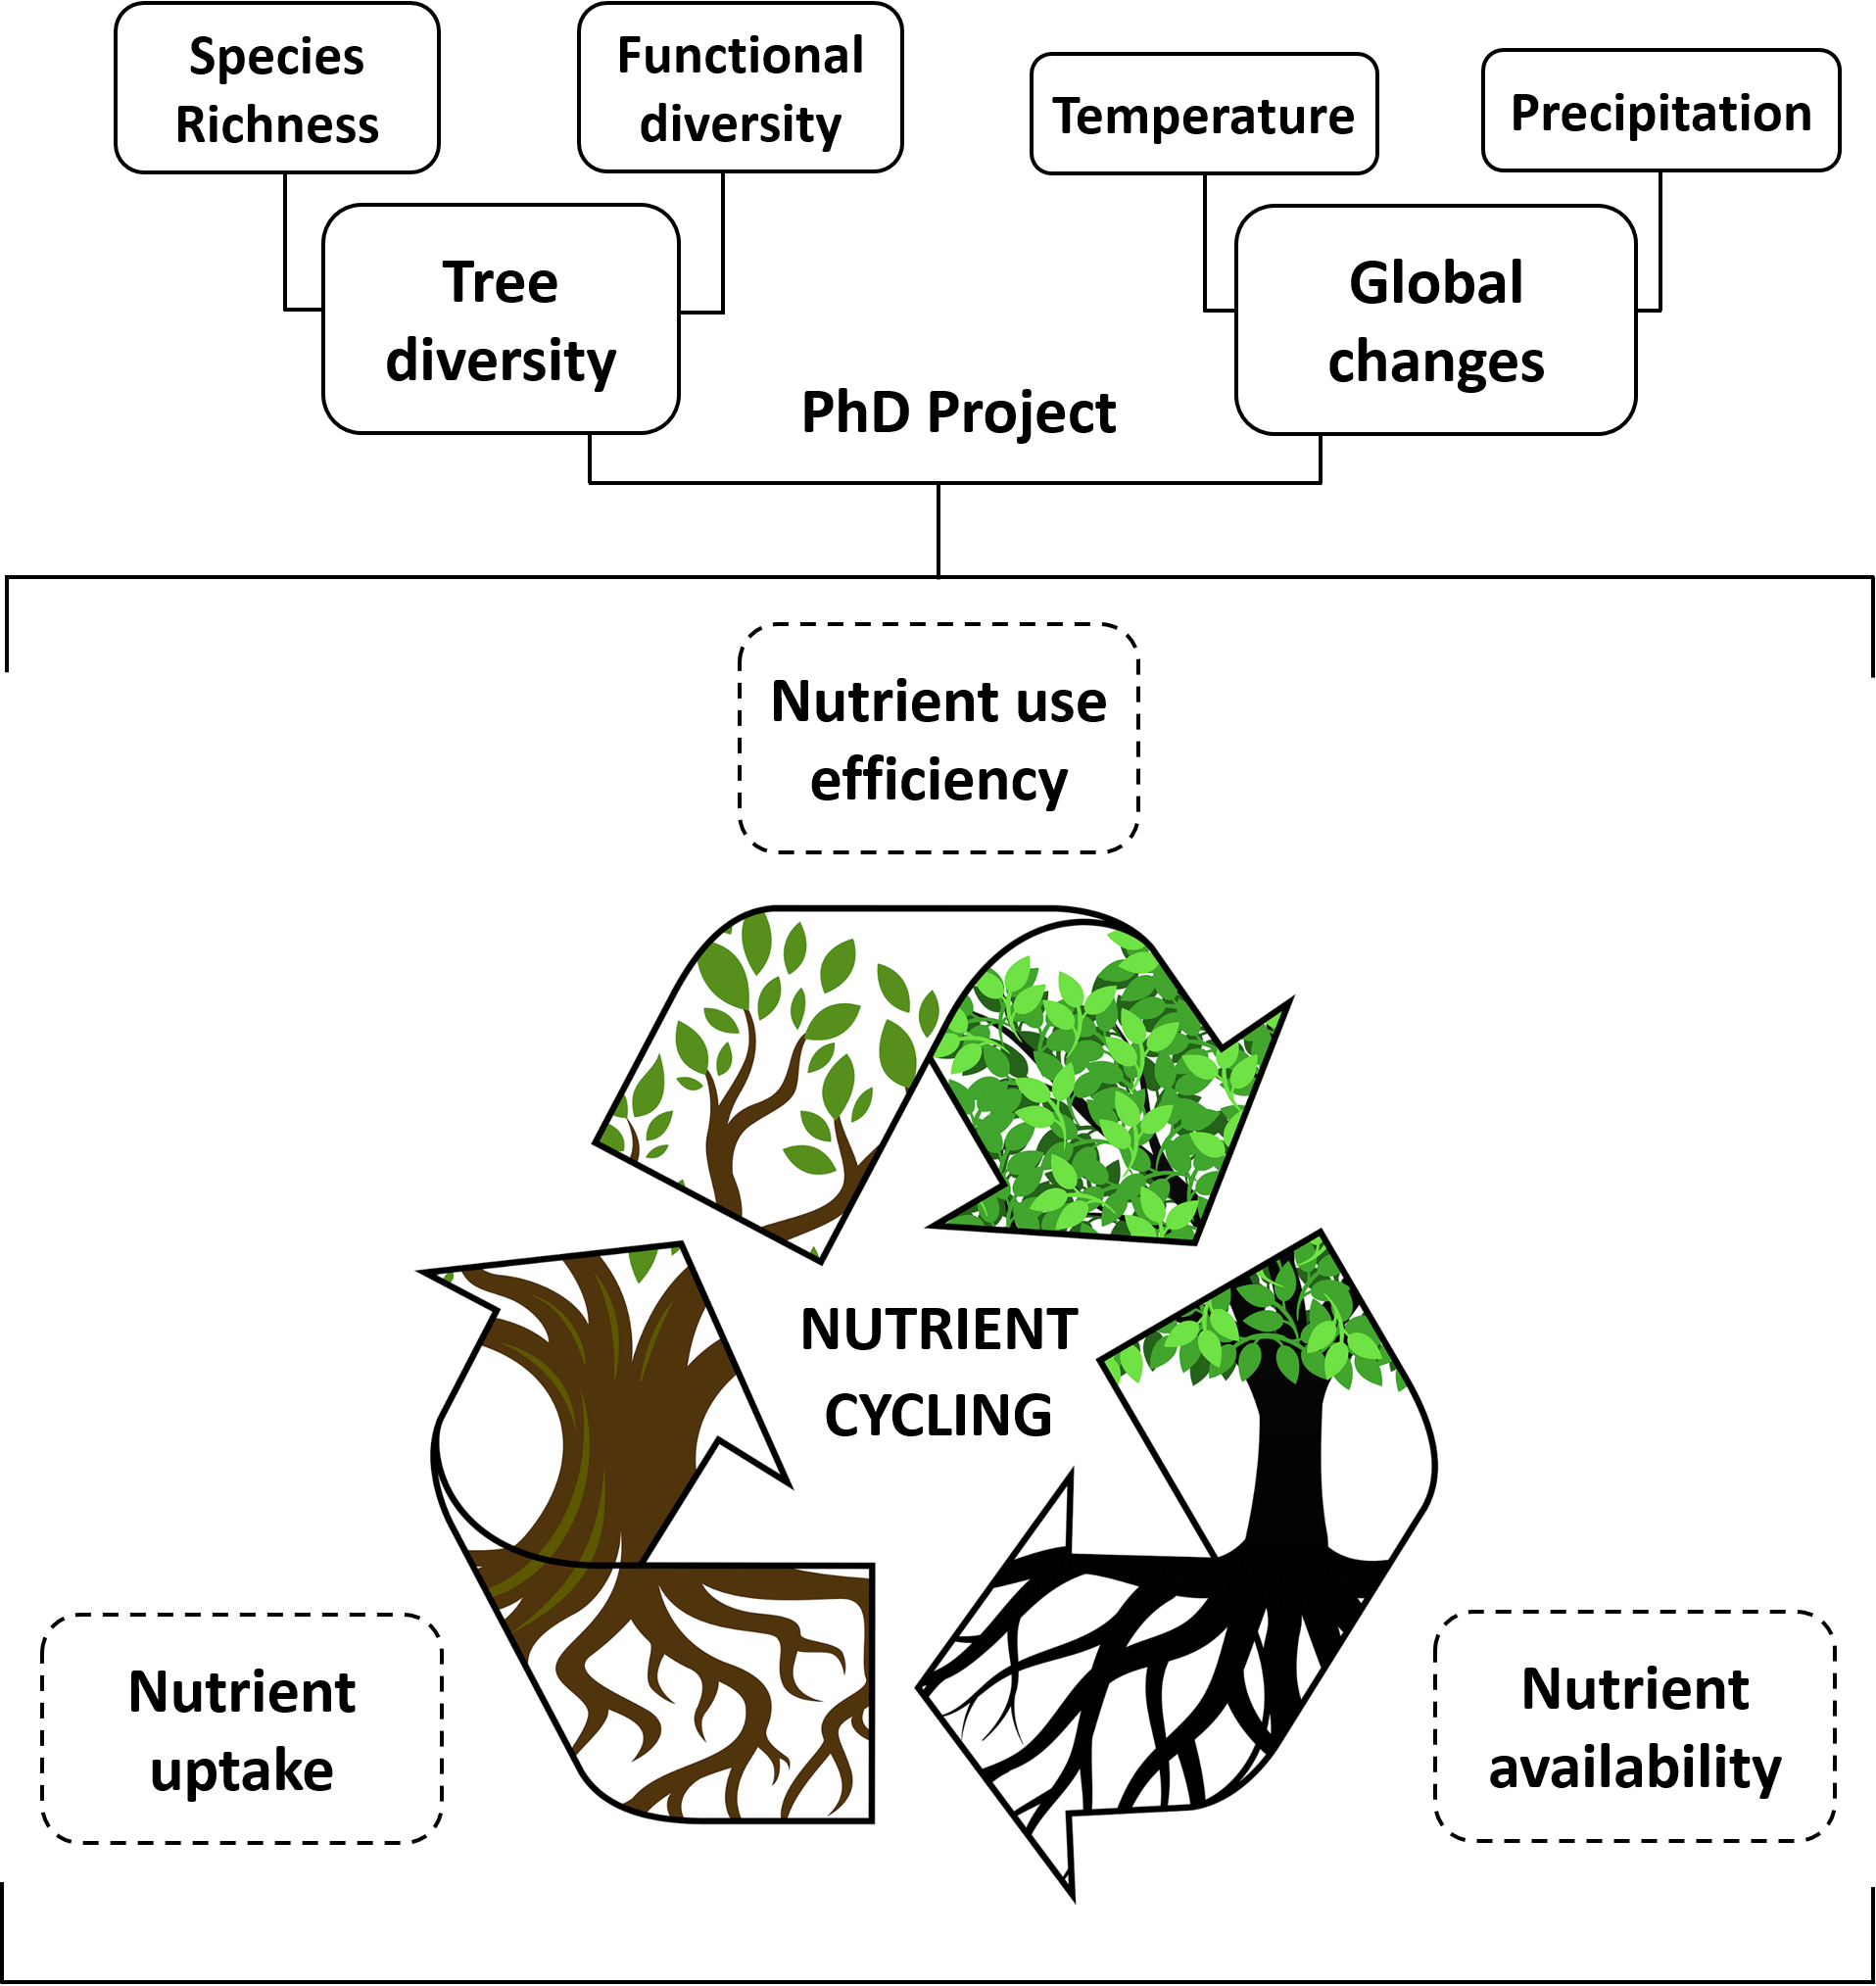 Species
Richness
Functional
diversity
Temperature
Precipitation
Tree
diversity
Global
changes
PhD Project
Nutrient use
efficiency
NUTRIENT
CYCLING
Nutrient
uptake
Nutrient
availability